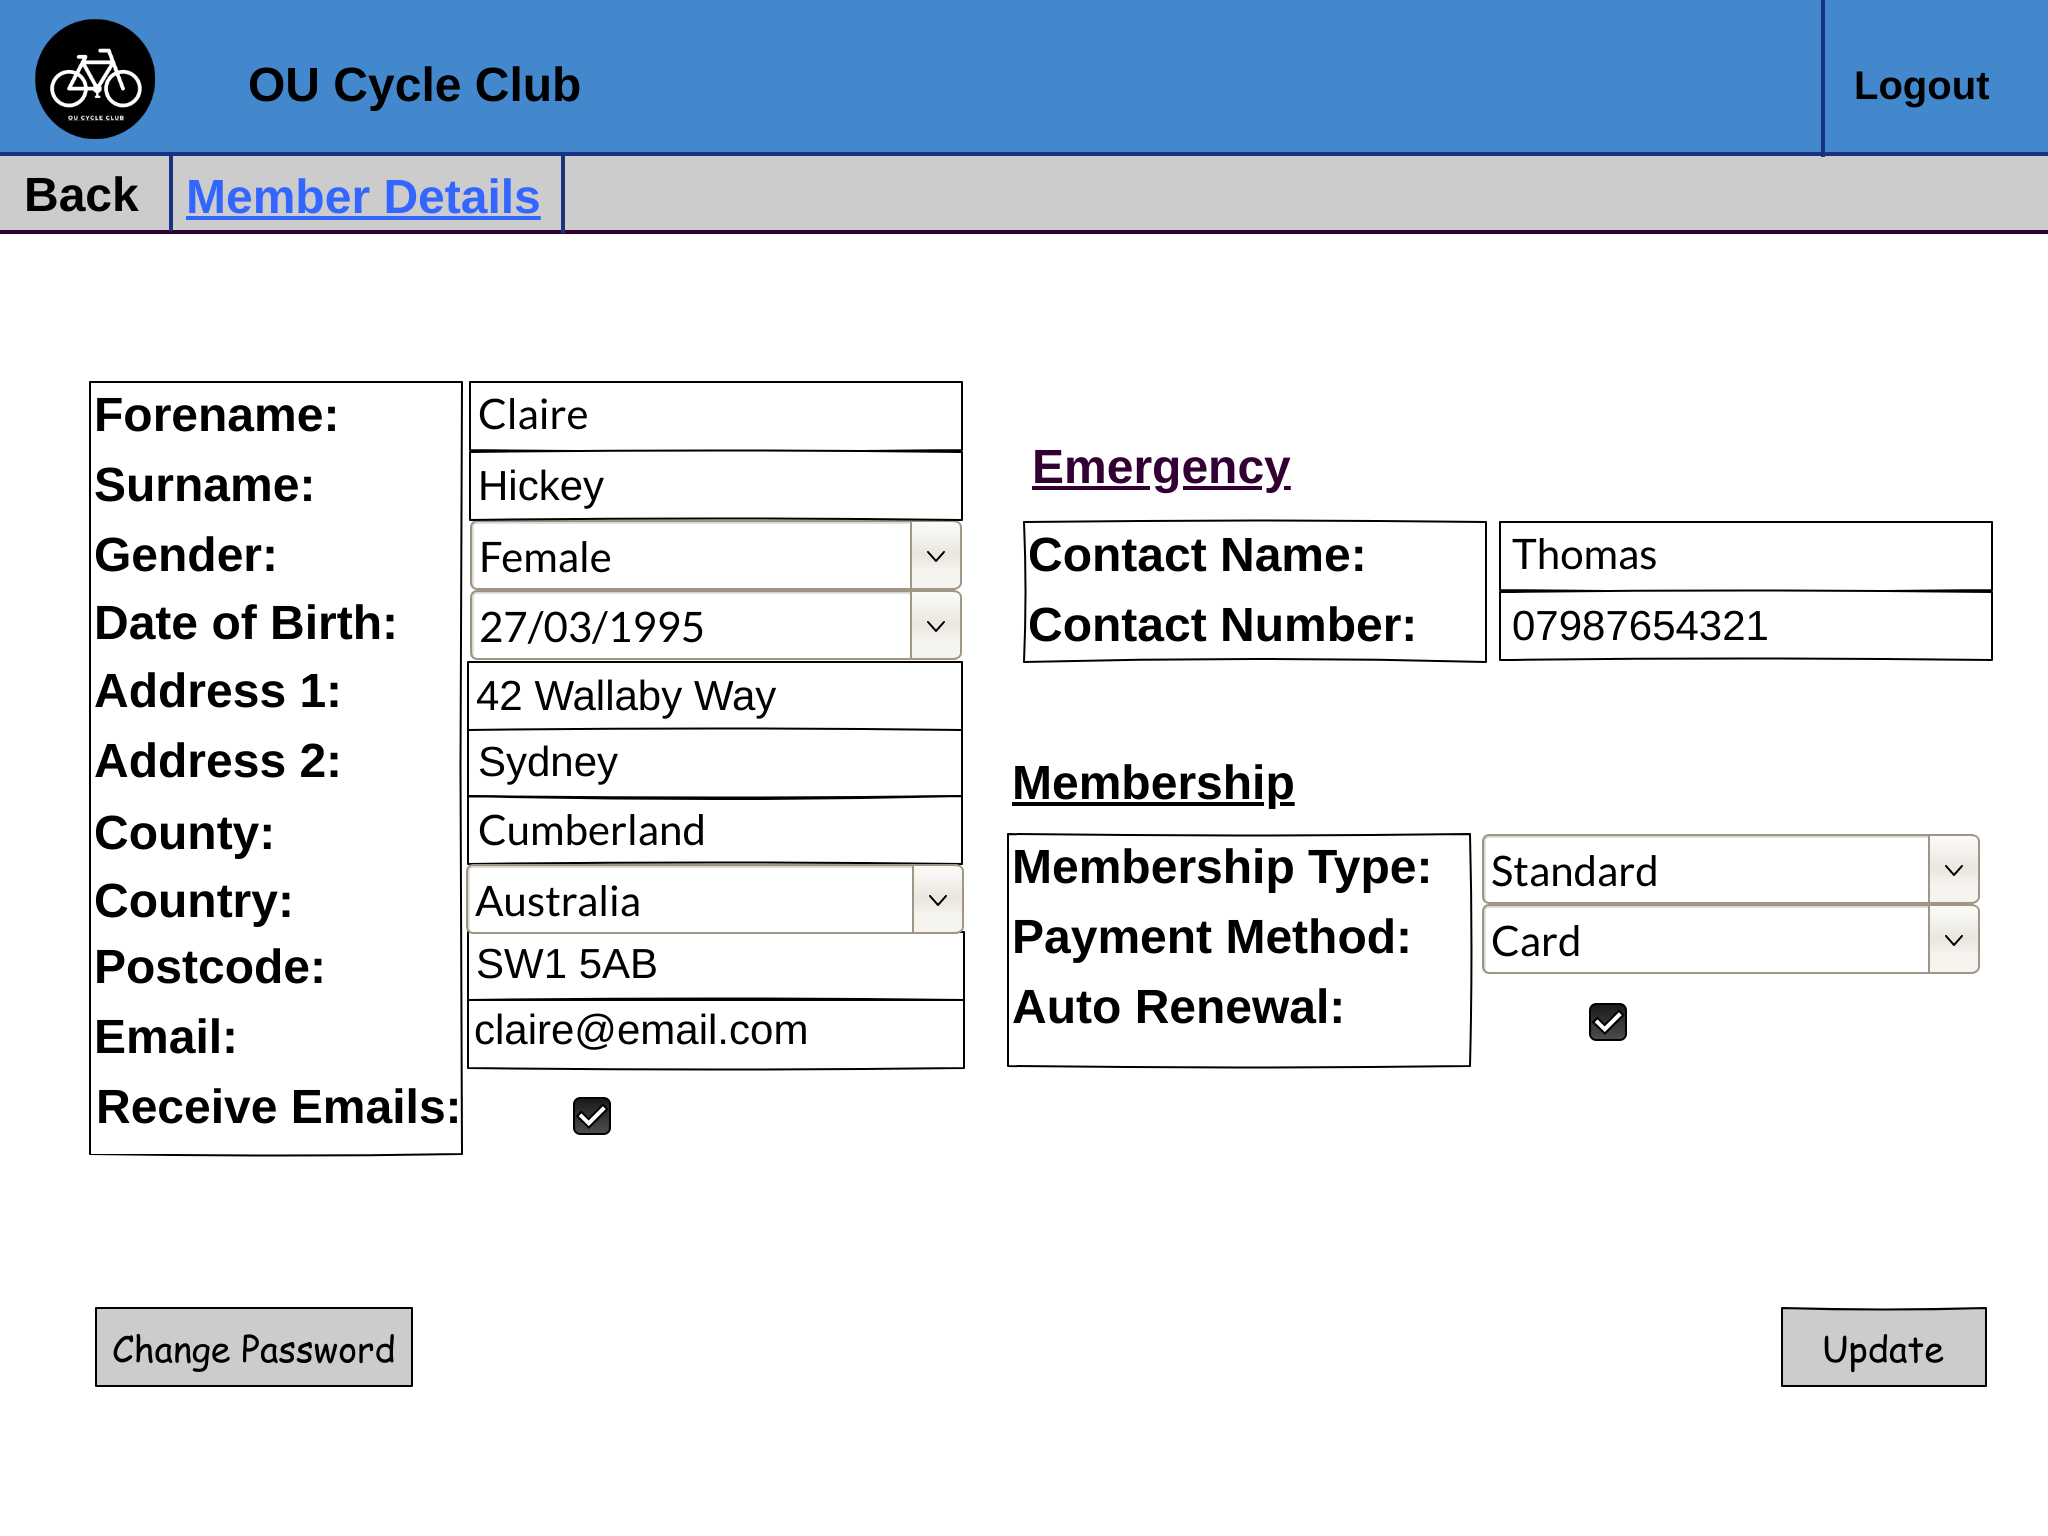 OU CYCLE CLUB
OU Cycle Club
Logout
Back
Member Details
Forename: Claire
Surname: Hickey
Gender: Female
Date of Birth: 27/03/1995
Address 1: 42 Wallaby Way
Address 2: Sydney
County: Cumberland
Country: Australia
Postcode: SW1 5AB
Email: claire@email.com
Receive Emails:
Emergency
Contact Name: Thomas
Contact Number: 07987654321
Membership
Membership Type: Standard
Payment Method: Card
Auto Renewal:
Change Password
Update